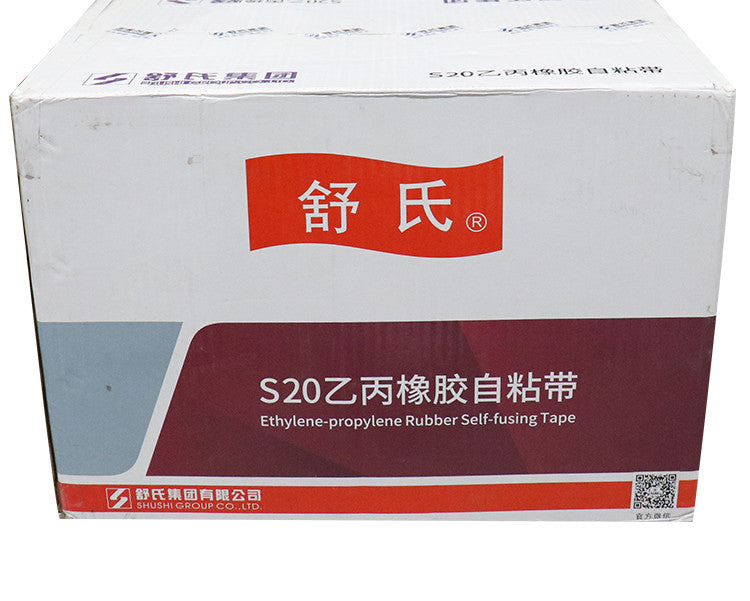 舒氏集团
S20乙丙橡胶自粘带
舒氏®
S20乙丙橡胶自粘带
Ethylene-propylene Rubber Self-fusing Tape
舒氏集团有限公司
SHUSHI GROUP CO.,LTD.
官方微信